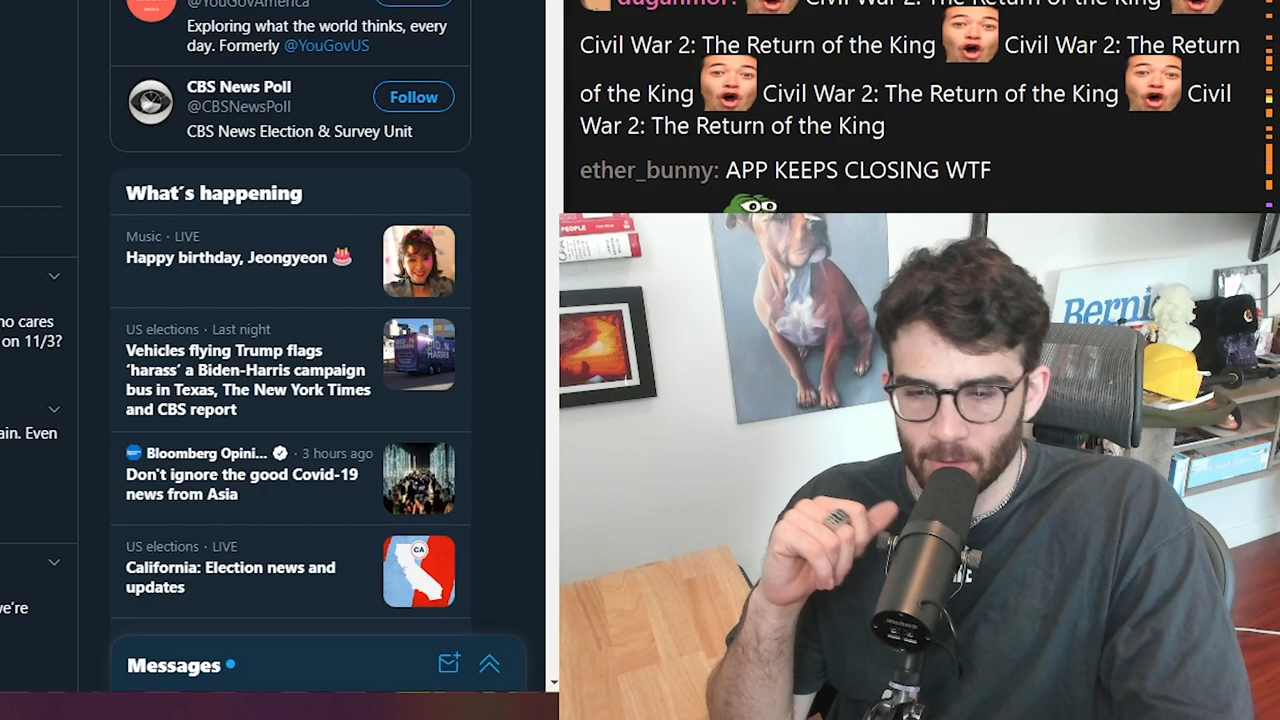 @YouGovAmerica
Exploring what the world thinks, every
day. Formerly @YouGovUS
CBS News Poll
@CBSNewsPoll
Follow
CBS News Election & Survey Unit
What's happening
Music · LIVE
Happy birthday, Jeongyeon
US elections · Last night
Vehicles flying Trump flags
‘harass’ a Biden-Harris campaign
bus in Texas, The New York Times
and CBS report
Bloomberg Opini... · 3 hours ago
Don't ignore the good Covid-19
news from Asia
US elections · LIVE
CA
California: Election news and
updates
Messages
ho cares
on 11/3?
ain. Even
we're
Civil War 2: The Return of the King
Civil War 2: The Return of the King Civil War 2: The Return
of the King Civil War 2: The Return of the King Civil
War 2: The Return of the King
ether_bunny: APP KEEPS CLOSING WTF
PEOPLE
Bernie